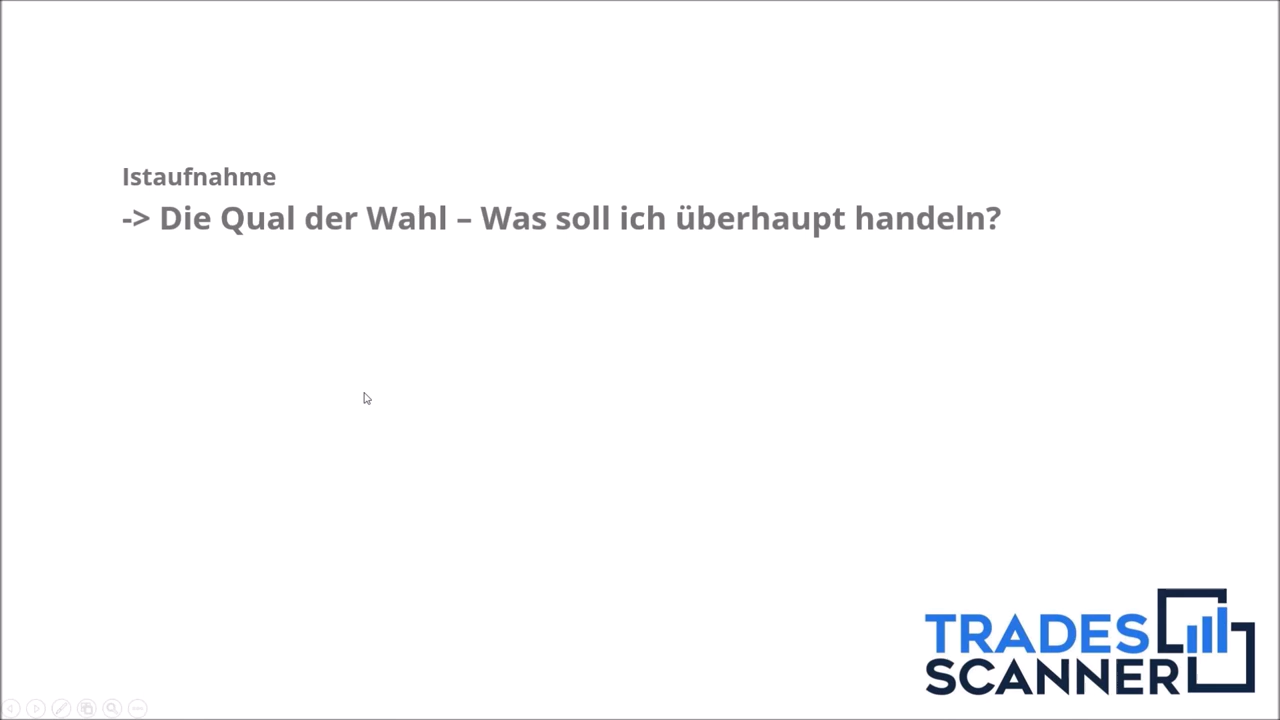 Istaufnahme
-> Die Qual der Wahl – Was soll ich überhaupt handeln?
TRADES
SCANNER